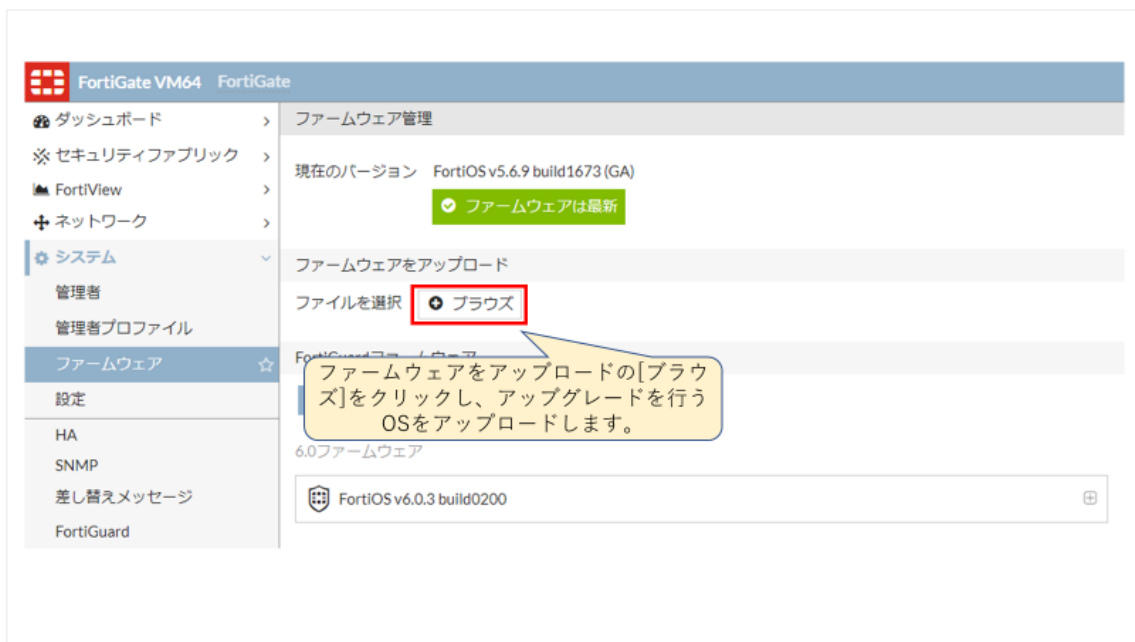 FortiGate VM64 FortiGate
ダッシュボード
セキュリティファブリック
FortiView
ネットワーク
システム
管理者
管理者プロファイル
ファームウェア
設定
HA
SNMP
差し替えメッセージ
FortiGuard
ファームウェア管理
現在のバージョン FortiOS v5.6.9 build1673 (GA)
ファームウェアは最新
ファームウェアをアップロード
ファイルを選択 ブラウズ
ファームウェアをアップロードの[ブラウ
ズ]をクリックし、アップグレードを行う
OSをアップロードします。
6.0ファームウェア
FortiOS v6.0.3 build0200